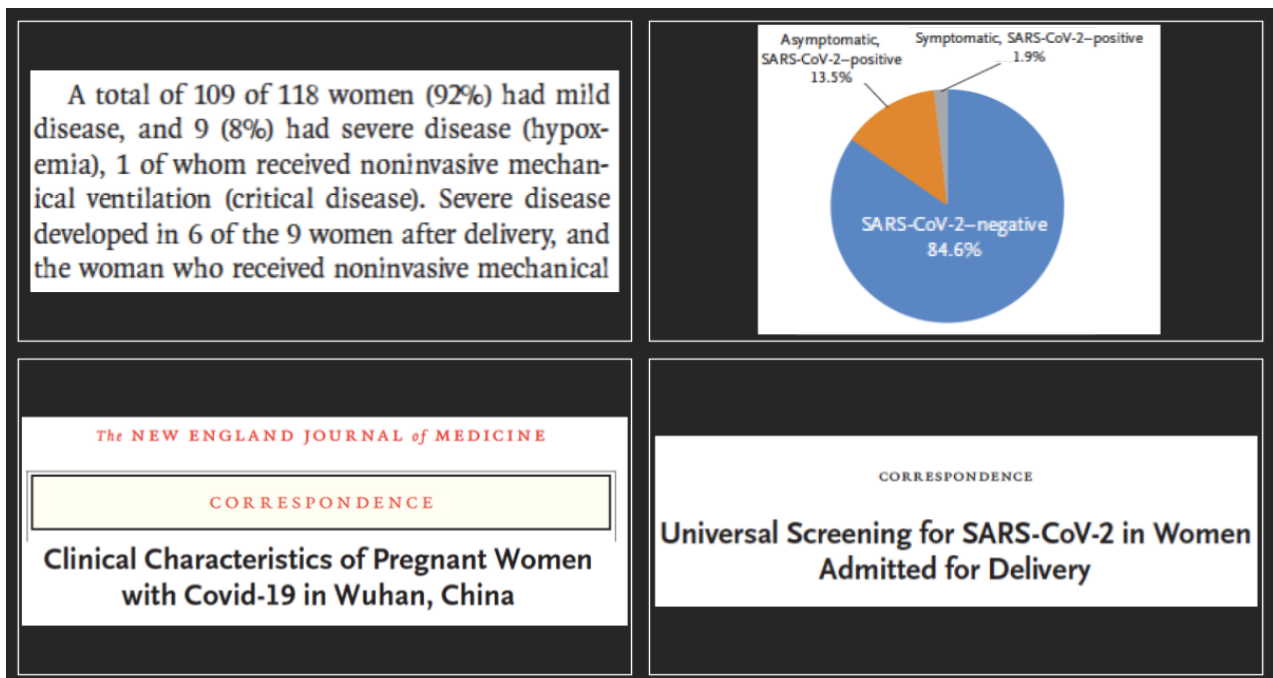 A total of 109 of 118 women (92%) had mild
disease, and 9 (8%) had severe disease (hypox-
emia), 1 of whom received noninvasive mechan-
ical ventilation (critical disease). Severe disease
developed in 6 of the 9 women after delivery, and
the woman who received noninvasive mechanical
Asymptomatic,
SARS-CoV-2–positive
13.5%
Symptomatic, SARS-CoV-2–positive
1.9%
SARS-CoV-2–negative
84.6%
The NEW ENGLAND JOURNAL of MEDICINE
CORRESPONDENCE
Clinical Characteristics of Pregnant Women
with Covid-19 in Wuhan, China
CORRESPONDENCE
Universal Screening for SARS-CoV-2 in Women
Admitted for Delivery